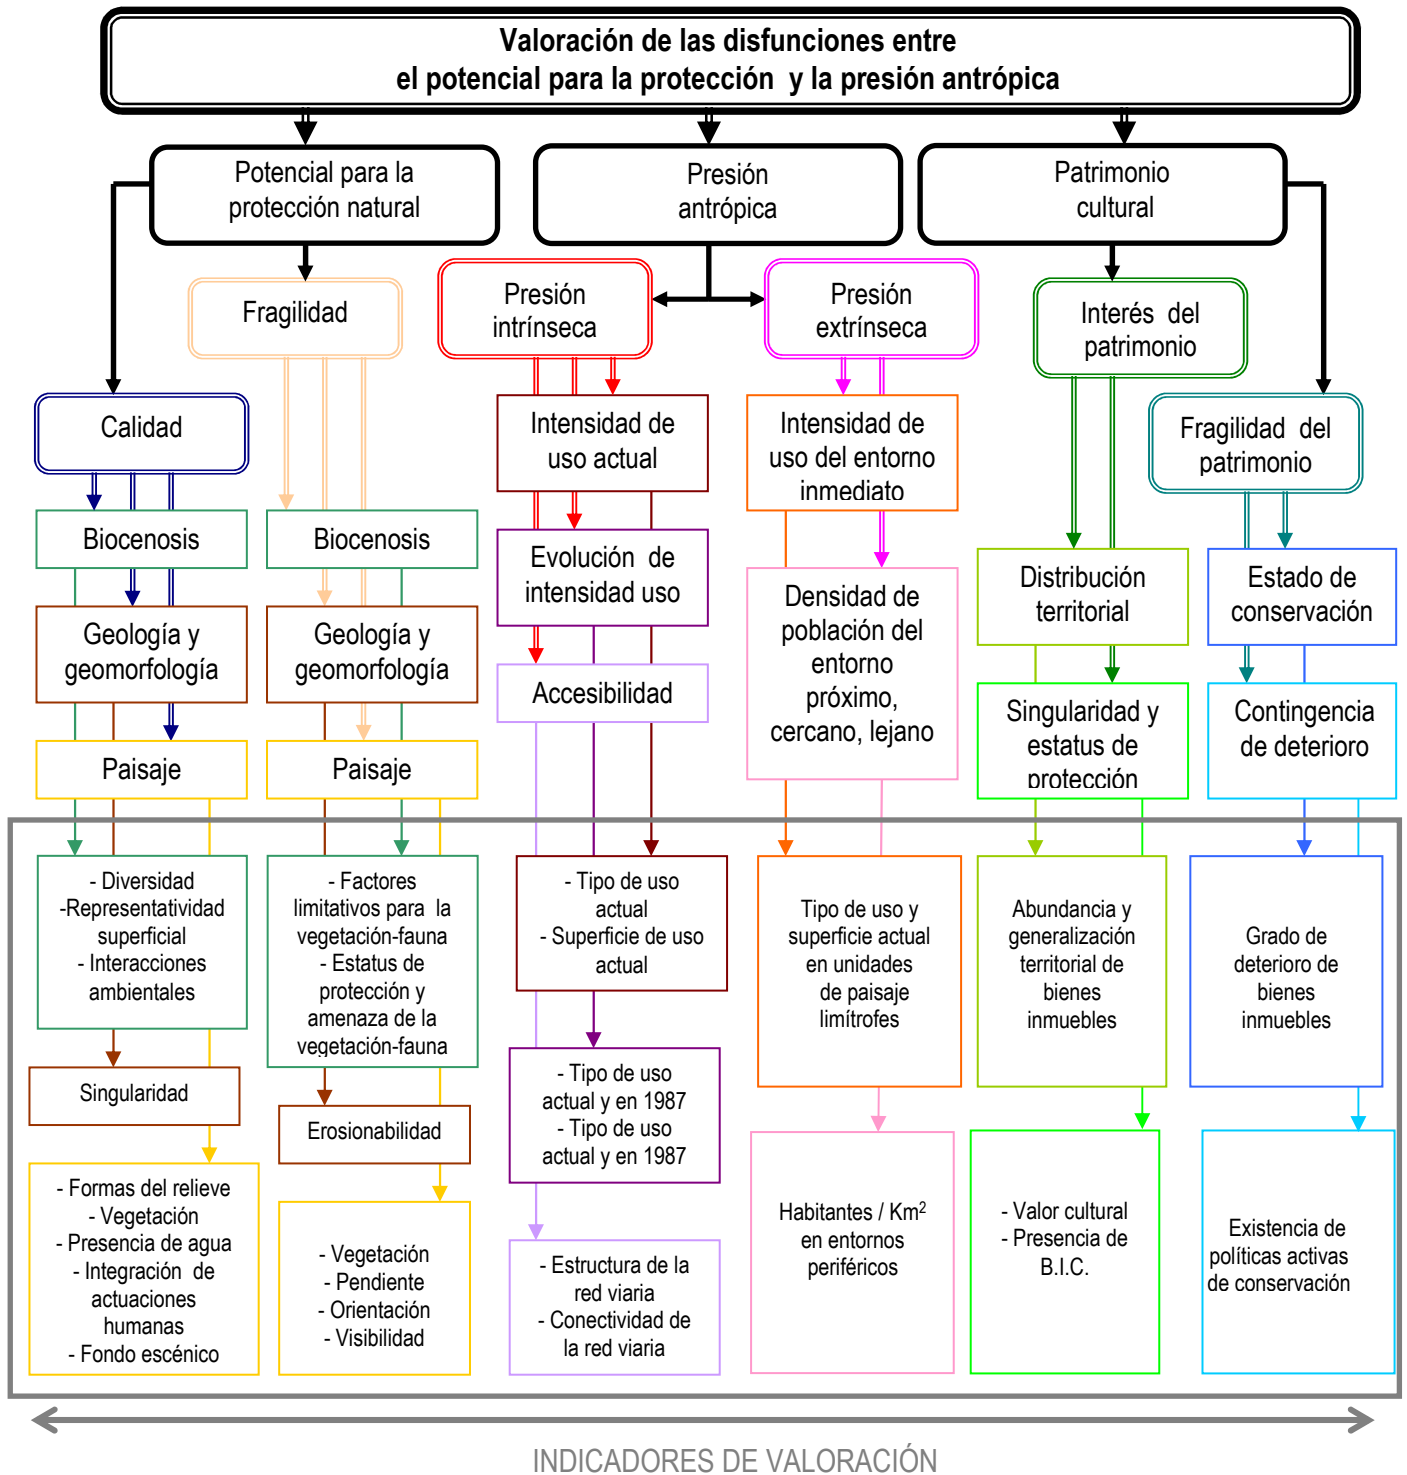 Valoración de las disfunciones entre
el potencial para la protección y la presión antrópica
Potencial para la
protección natural
Presión
antrópica
Patrimonio
cultural
Fragilidad
Presión
intrínseca
Presión
extrínseca
Interés del
patrimonio
Calidad
Fragilidad del
patrimonio
Intensidad de
uso actual
Intensidad de
uso del entorno
inmediato
Biocenosis
Biocenosis
Evolución de
intensidad uso
Distribución
territorial
Estado de
conservación
Densidad de
población del
entorno
próximo,
cercano, lejano
Geología y
geomorfología
Geología y
geomorfología
Accesibilidad
Singularidad y
estatus de
protección
Contingencia
de deterioro
Paisaje
Paisaje
- Diversidad
-Representatividad
superficial
- Interacciones
ambientales
- Factores
limitativos para la
vegetación-fauna
- Estatus de
protección y
amenaza de la
vegetación-fauna
- Tipo de uso
actual
- Superficie de uso
actual
Tipo de uso y
superficie actual
en unidades
de paisaje
limítrofes
Abundancia y
generalización
territorial de
bienes
inmuebles
Grado de
deterioro de
bienes
inmuebles
Singularidad
Erosionabilidad
- Tipo de uso
actual y en 1987
- Tipo de uso
actual y en 1987
- Formas del relieve
- Vegetación
- Presencia de agua
- Integración de
actuaciones
humanas
- Fondo escénico
- Vegetación
- Pendiente
- Orientación
- Visibilidad
- Estructura de la
red viaria
- Conectividad de
la red viaria
Habitantes / Km²
en entornos
periféricos
- Valor cultural
- Presencia de
B.I.C.
Existencia de
políticas activas
de conservación
INDICADORES DE VALORACIÓN